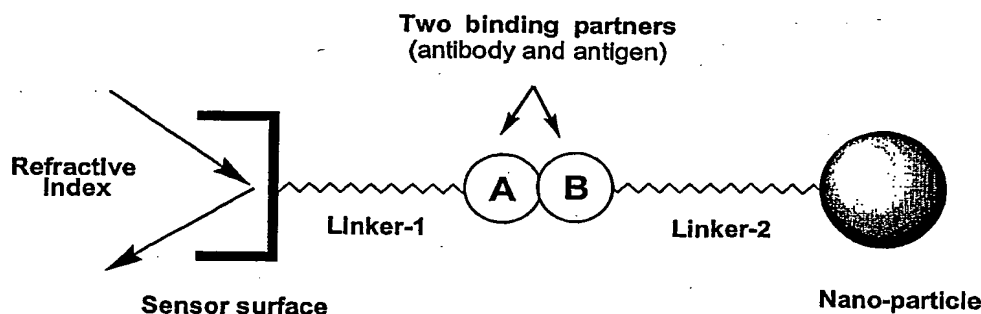 Two binding partners
(antibody and antigen)
Refractive
Index
A
B
Linker-1
Linker-2
Sensor surface
Nano-particle